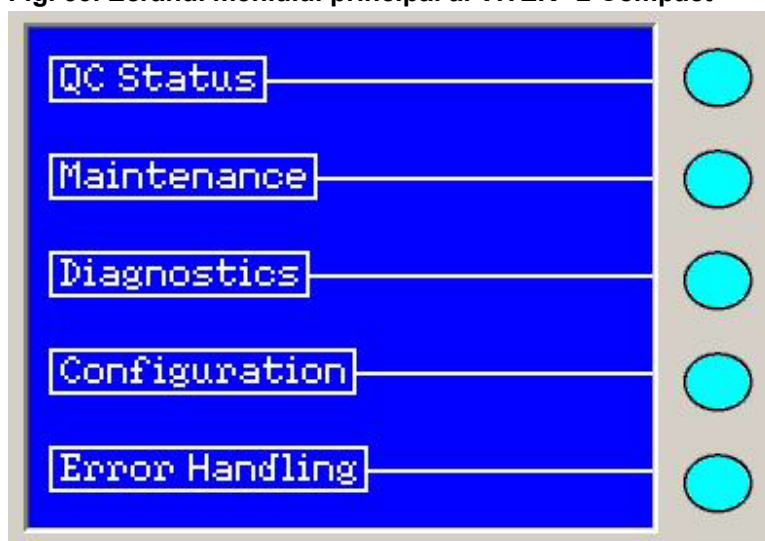 QC Status
Maintenance
Diagnostics
Configuration
Error Handling